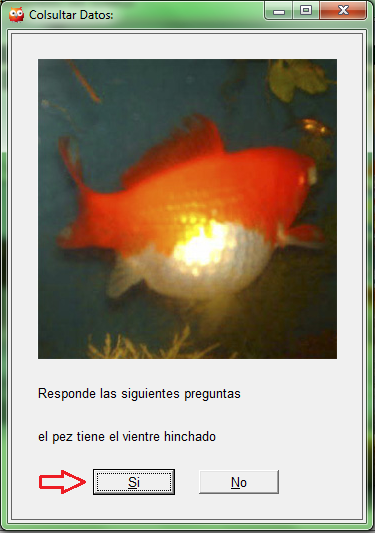 Colsultar Datos:
Responde las siguientes preguntas
el pez tiene el vientre hinchado
Si No